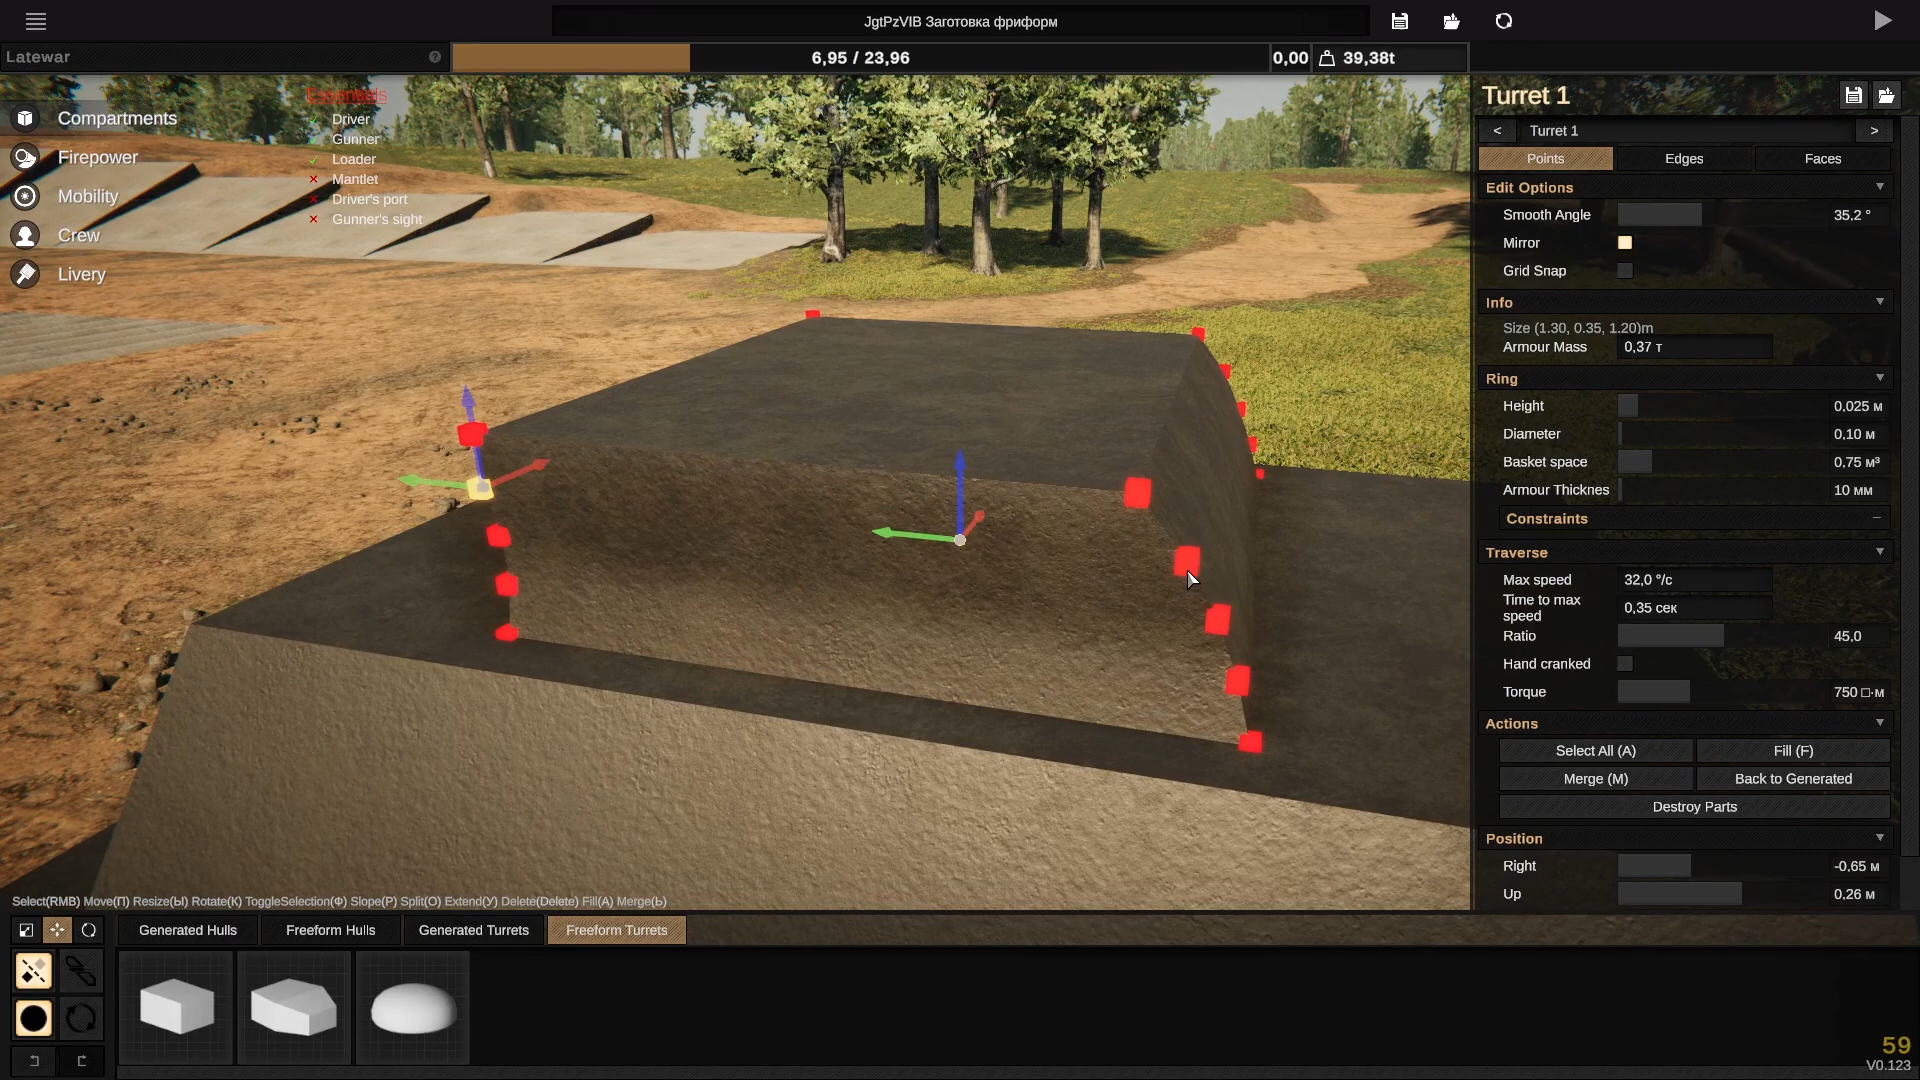 JgtPzVIB Заготовка фриформ
Latewar
?
6,95 / 23,96
0,00
39,38t
Compartments
Firepower
Mobility
Crew
Livery
Essentials
Driver
Gunner
Loader
Mantlet
Driver's port
Gunner's sight
Turret 1
<
Turret 1
>
Points
Edges
Faces
Edit Options
Smooth Angle
35,2 °
Mirror
Grid Snap
Info
Size (1.30, 0.35, 1.20)m
Armour Mass
0,37 т
Ring
Height
0,025 м
Diameter
0,10 м
Basket space
0,75 м³
Armour Thicknes
10 мм
Constraints
Traverse
Max speed
32,0 °/с
Time to max
speed
0,35 сек
Ratio
45,0
Hand cranked
Torque
750 □·м
Actions
Select All (A)
Fill (F)
Merge (M)
Back to Generated
Destroy Parts
Position
Right
-0,65 м
Up
0,26 м
Select(RMB) Move(П) Resize(Ы) Rotate(К) ToggleSelection(Ф) Slope(Р) Split(О) Extend(У) Delete(Delete) Fill(А) Merge(Ь)
Generated Hulls
Freeform Hulls
Generated Turrets
Freeform Turrets
59
V0.123